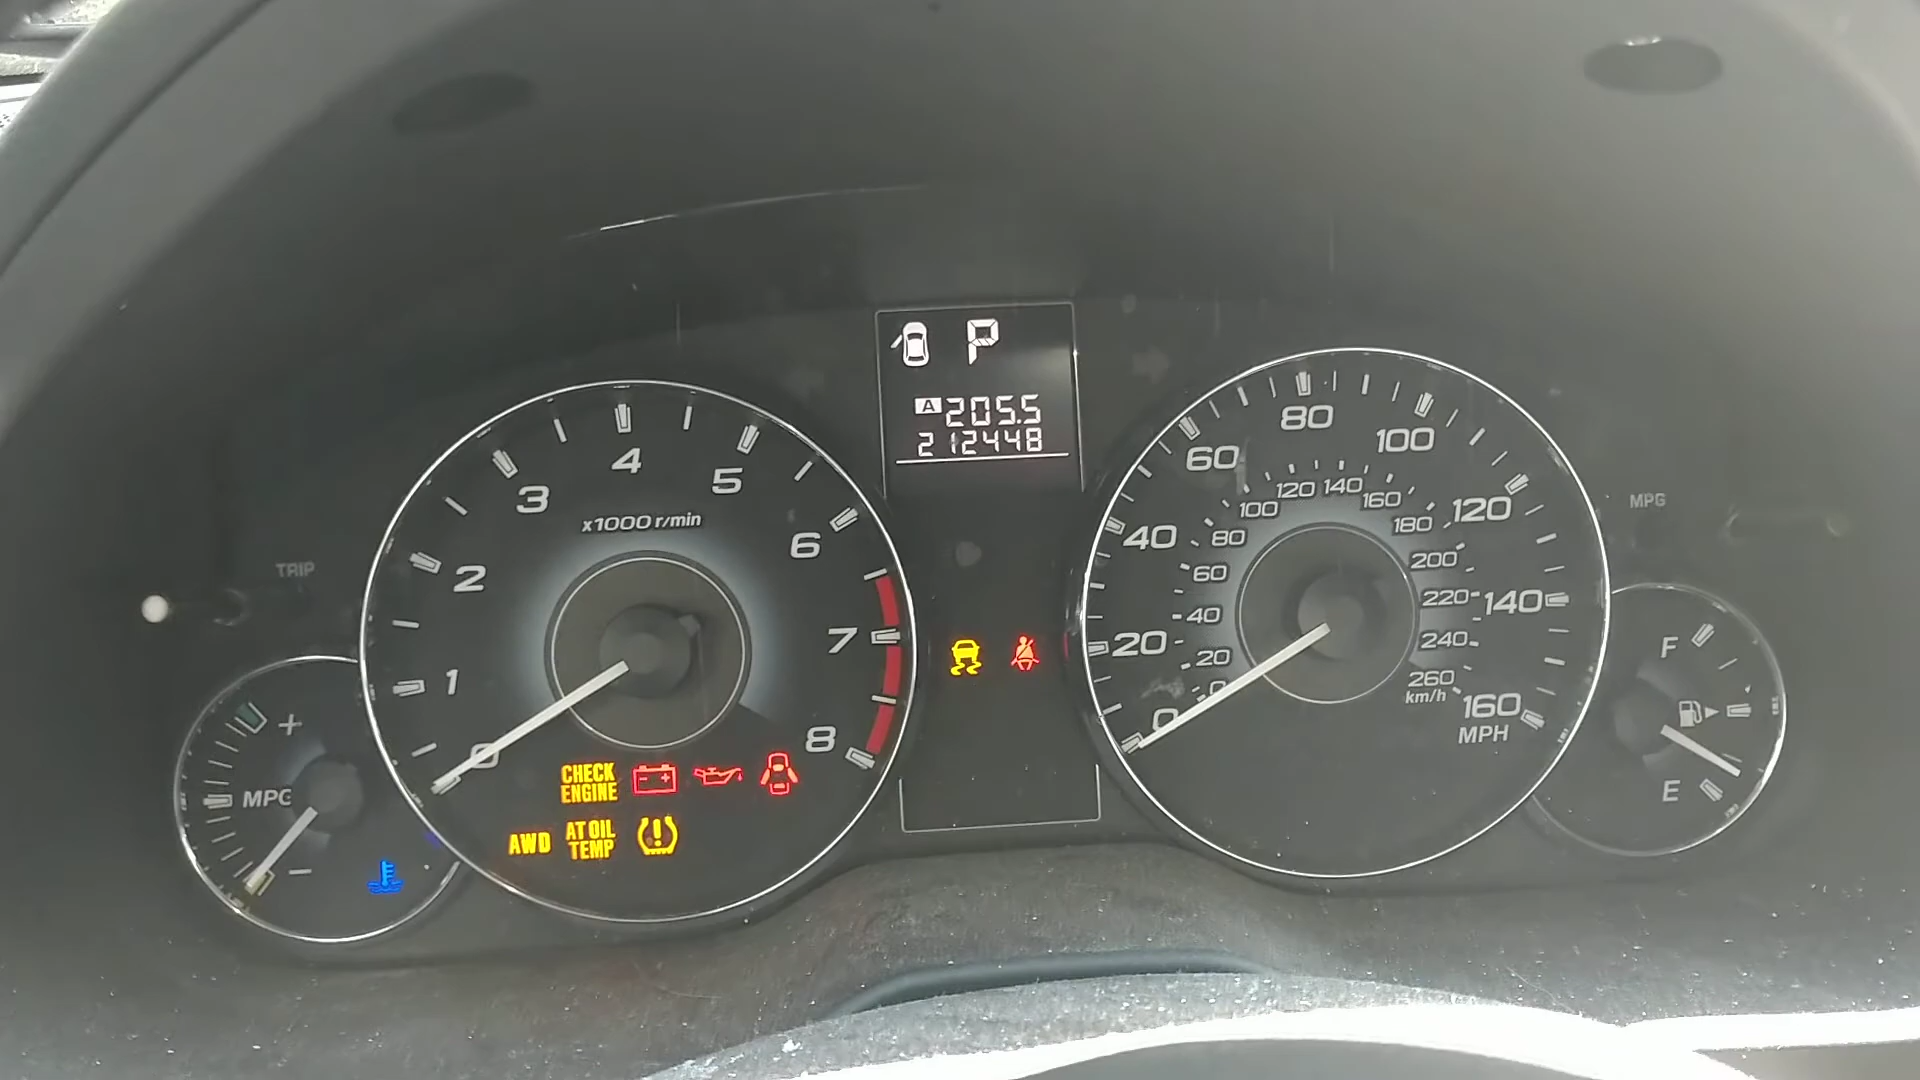 P
A 205.5
212448
TRIP
MPG
x1000 r/min
0
1
2
3
4
5
6
7
8
CHECK
ENGINE
AWD
AT OIL
TEMP
MPG
+
−
0
20
40
60
80
100
120
140
160
MPH
0
20
40
60
80
100
120
140
160
180
200
220
240
260
km/h
F
E